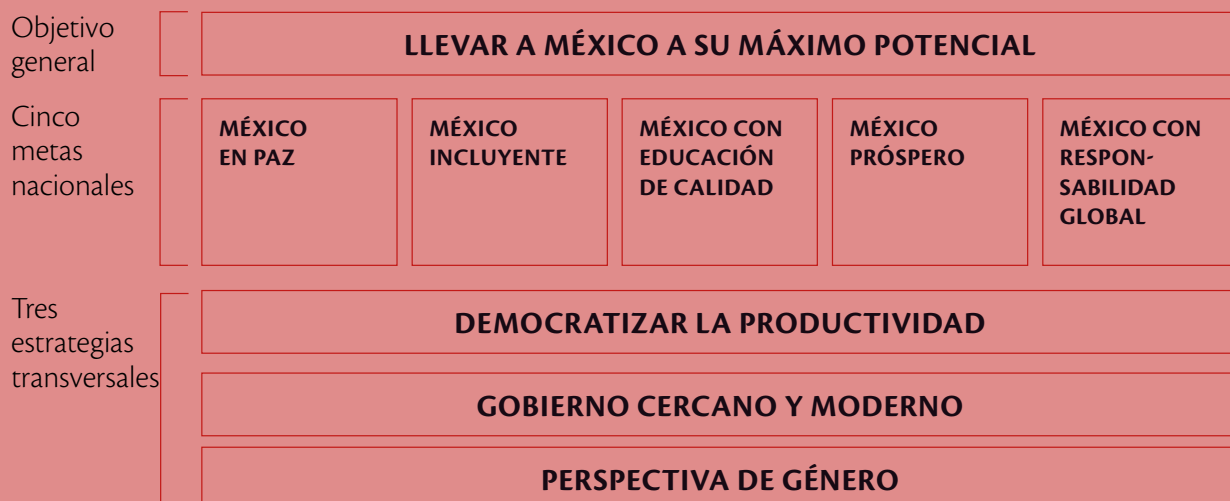 Objetivo
general
LLEVAR A MÉXICO A SU MÁXIMO POTENCIAL
Cinco
metas
nacionales
MÉXICO
EN PAZ
MÉXICO
INCLUYENTE
MÉXICO CON
EDUCACIÓN
DE CALIDAD
MÉXICO
PRÓSPERO
MÉXICO CON
RESPON-
SABILIDAD
GLOBAL
Tres
estrategias
transversales
DEMOCRATIZAR LA PRODUCTIVIDAD
GOBIERNO CERCANO Y MODERNO
PERSPECTIVA DE GÉNERO